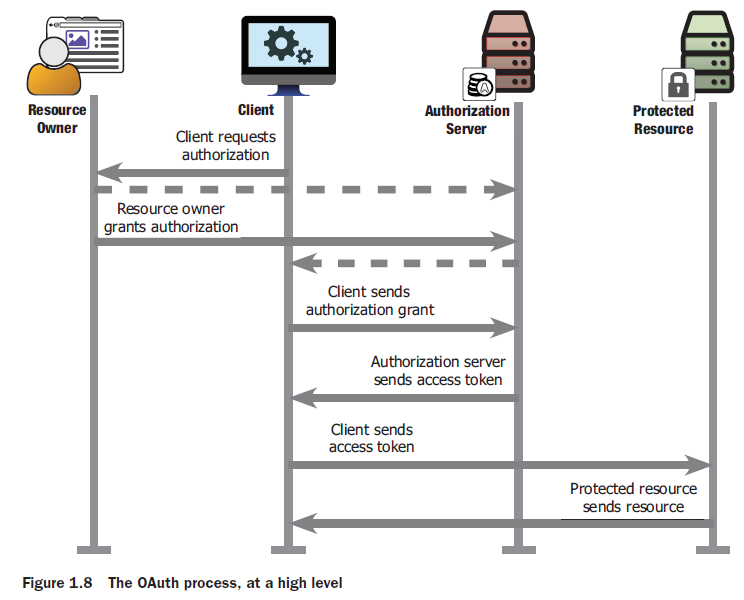 Resource
Owner
Client
Authorization
Server
Protected
Resource
Client requests
authorization
Resource owner
grants authorization
Client sends
authorization grant
Authorization server
sends access token
Client sends
access token
Protected resource
sends resource
Figure 1.8 The OAuth process, at a high level